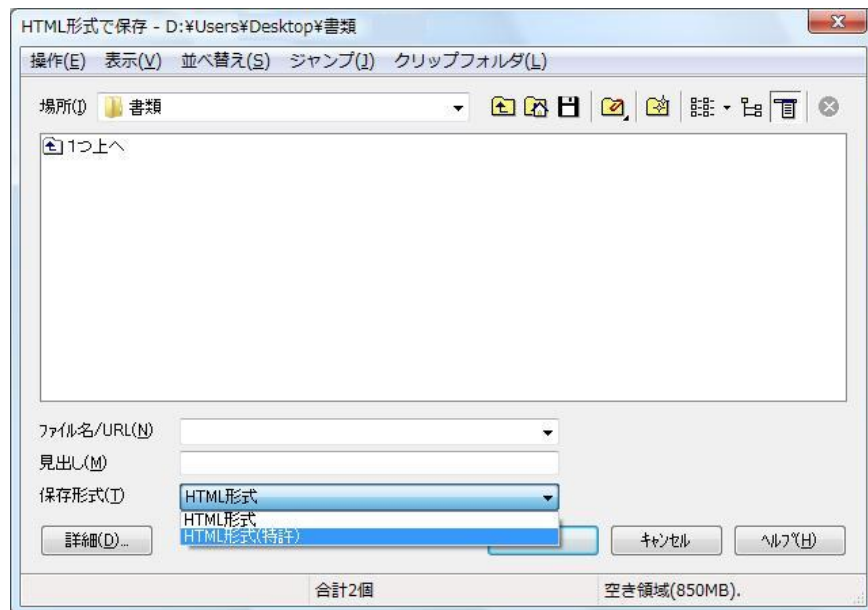 HTML形式で保存 - D:¥Users¥Desktop¥書類
操作(E) 表示(V) 並べ替え(S) ジャンプ(J) クリップフォルダ(L)
場所(I) 書類
1つ上へ
ファイル名/URL(N)
見出し(M)
保存形式(T) HTML形式
HTML形式
HTML形式(特許)
詳細(D)... キャンセル ヘルプ(H)
合計2個 空き領域(850MB).